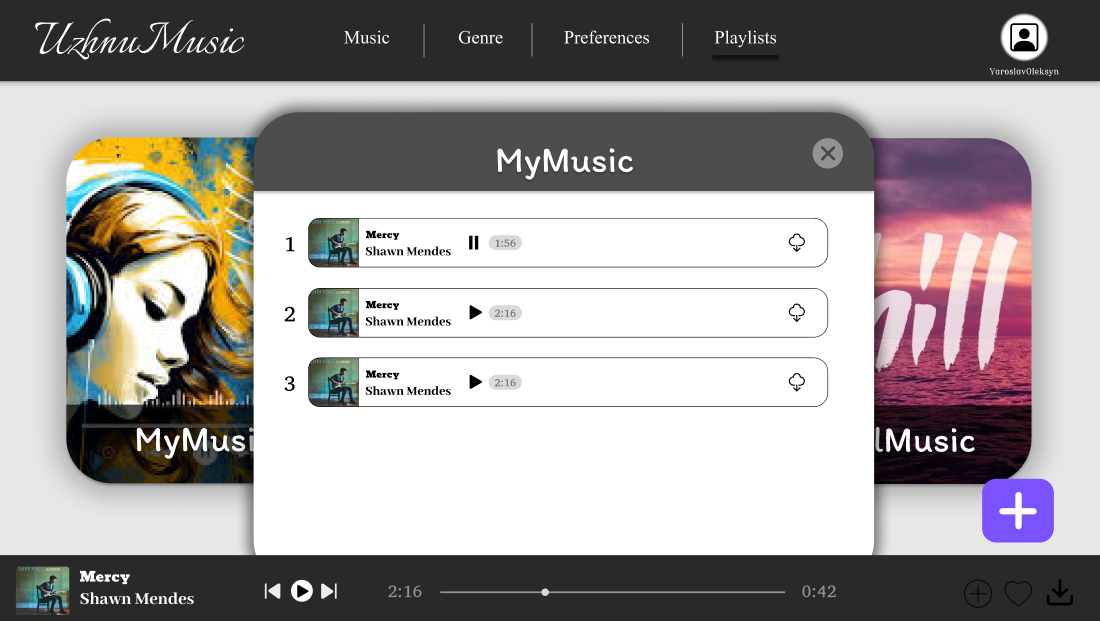 UzhnuMusic
Music
Genre
Preferences
Playlists
YaroslavOleksyn
MyMusic
1
Mercy
Shawn Mendes
1:56
2
Mercy
Shawn Mendes
2:16
3
Mercy
Shawn Mendes
2:16
MyMusi
hill
lMusic
Mercy
Shawn Mendes
2:16
0:42